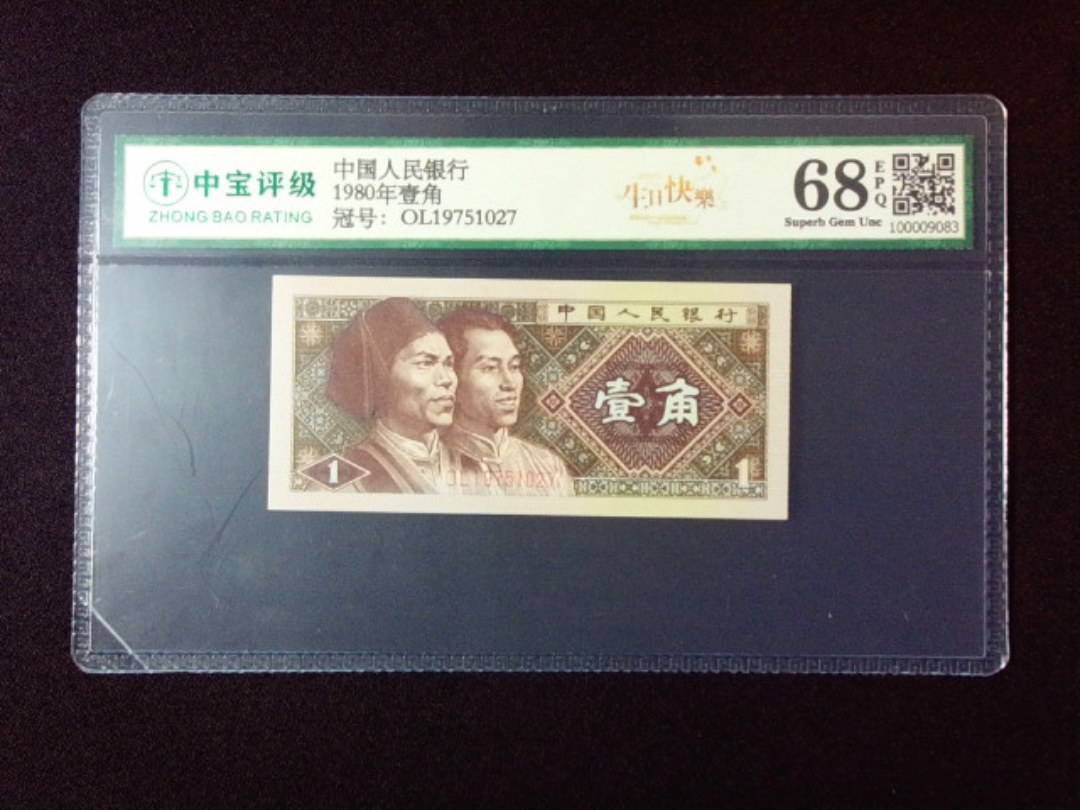 中宝评级
ZHONG BAO RATING
中国人民银行
1980年壹角
冠号：OL19751027
生日快樂
68
EPQ
Superb Gem Unc
100009083
中国人民银行
壹角
1
1
OL19751027